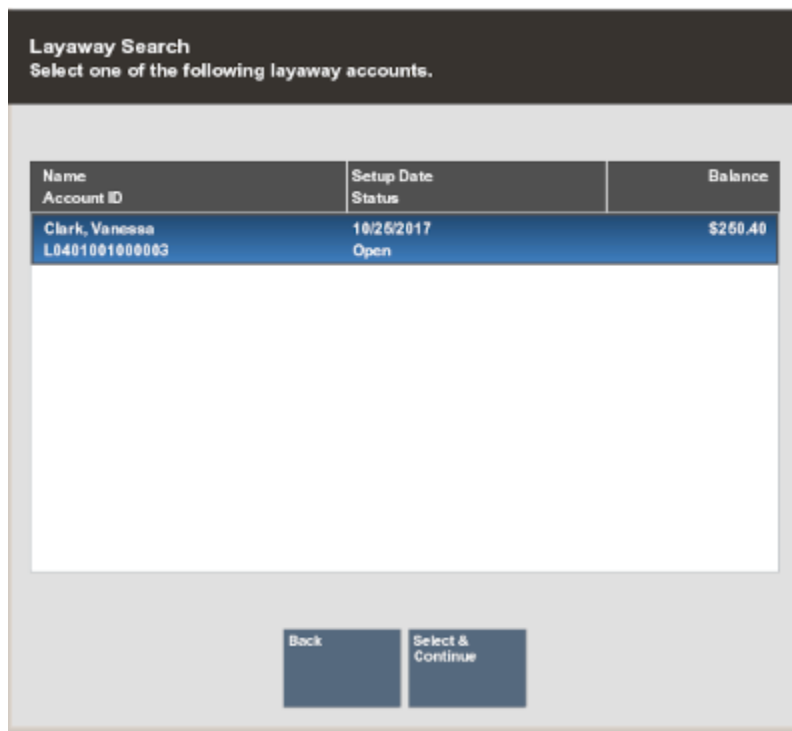 Layaway Search
Select one of the following layaway accounts.
Name Setup Date Balance
Account ID Status
Clark, Vanessa 10/25/2017 $250.40
L0401001000003 Open
Back Select &
Continue